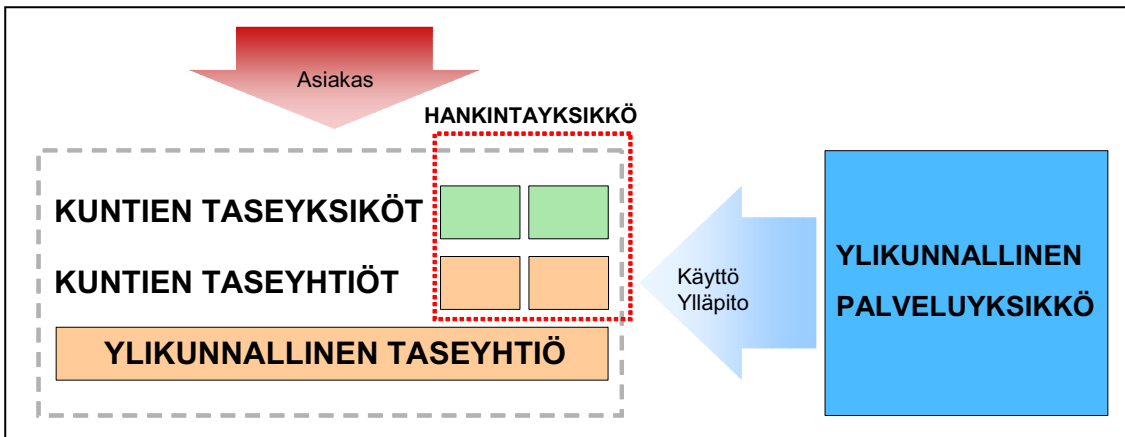 Asiakas
HANKINTAYKSIKKÖ
KUNTIEN TASEYKSIKÖT
KUNTIEN TASEYHTIÖT
YLIKUNNALLINEN TASEYHTIÖ
Käyttö
Ylläpito
YLIKUNNALLINEN
PALVELUYKSIKKÖ